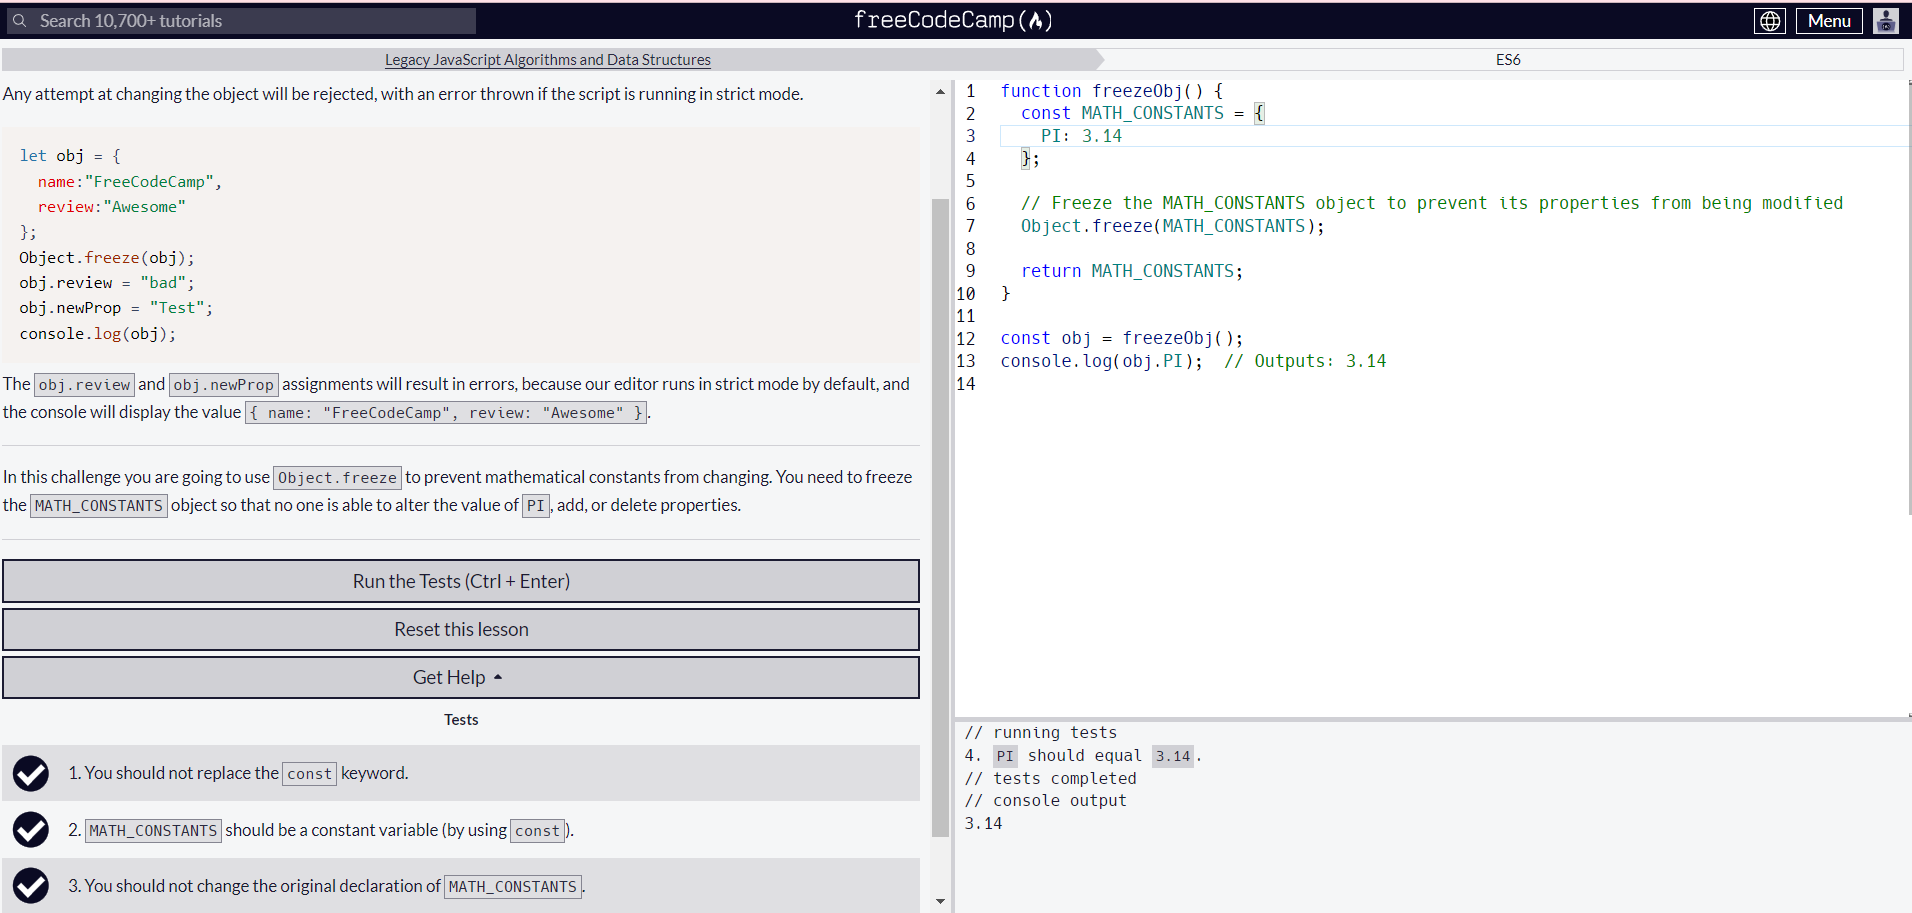 Search 10,700+ tutorials
freeCodeCamp
Menu
Legacy JavaScript Algorithms and Data Structures
ES6
Any attempt at changing the object will be rejected, with an error thrown if the script is running in strict mode.
let obj = {
  name:"FreeCodeCamp",
  review:"Awesome"
};
Object.freeze(obj);
obj.review = "bad";
obj.newProp = "Test";
console.log(obj);
The obj.review and obj.newProp assignments will result in errors, because our editor runs in strict mode by default, and
the console will display the value { name: "FreeCodeCamp", review: "Awesome" }.
In this challenge you are going to use Object.freeze to prevent mathematical constants from changing. You need to freeze
the MATH_CONSTANTS object so that no one is able to alter the value of PI, add, or delete properties.
Run the Tests (Ctrl + Enter)
Reset this lesson
Get Help
Tests
1. You should not replace the const keyword.
2. MATH_CONSTANTS should be a constant variable (by using const).
3. You should not change the original declaration of MATH_CONSTANTS.
1 function freezeObj() {
2   const MATH_CONSTANTS = {
3     PI: 3.14
4   };
5
6   // Freeze the MATH_CONSTANTS object to prevent its properties from being modified
7   Object.freeze(MATH_CONSTANTS);
8
9   return MATH_CONSTANTS;
10 }
11
12 const obj = freezeObj();
13 console.log(obj.PI);  // Outputs: 3.14
14
// running tests
4. PI should equal 3.14.
// tests completed
// console output
3.14